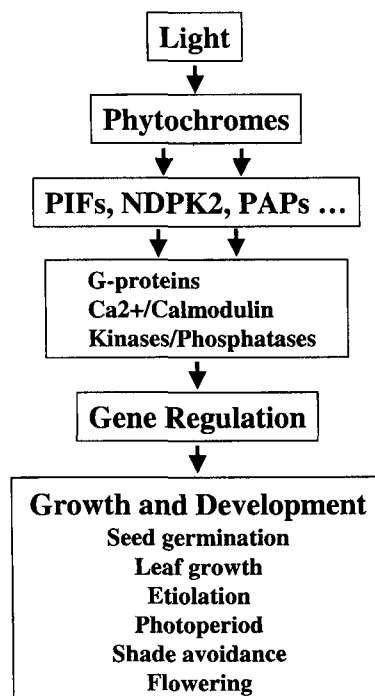 Light
Phytochromes
PIFs, NDPK2, PAPs ...
G-proteins
Ca2+/Calmodulin
Kinases/Phosphatases
Gene Regulation
Growth and Development
Seed germination
Leaf growth
Etiolation
Photoperiod
Shade avoidance
Flowering